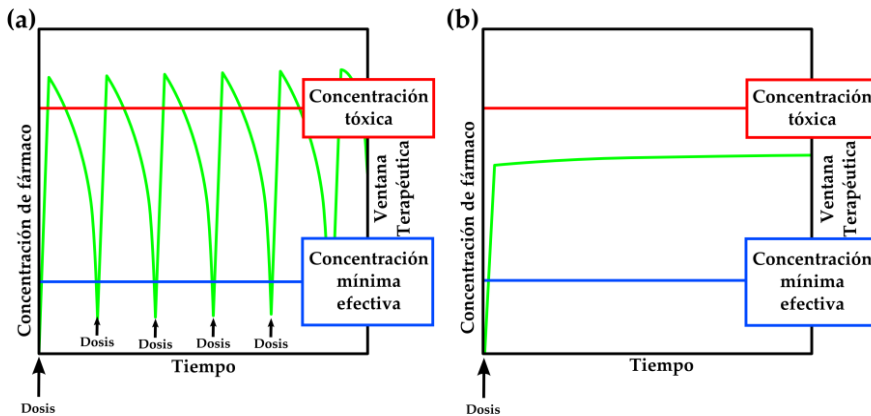 (a)
Concentración de fármaco
Concentración
tóxica
Ventana
Terapéutica
Concentración
mínima
efectiva
Dosis
Dosis
Dosis
Dosis
Tiempo
Dosis
(b)
Concentración de fármaco
Concentración
tóxica
Ventana
Terapéutica
Concentración
mínima
efectiva
Tiempo
Dosis